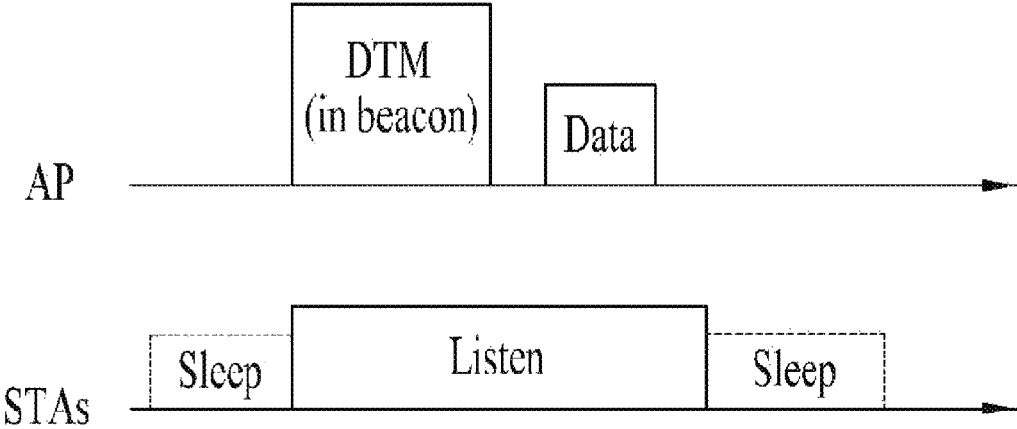 DTM
(in beacon)
Data
AP
Sleep
Listen
Sleep
STAs